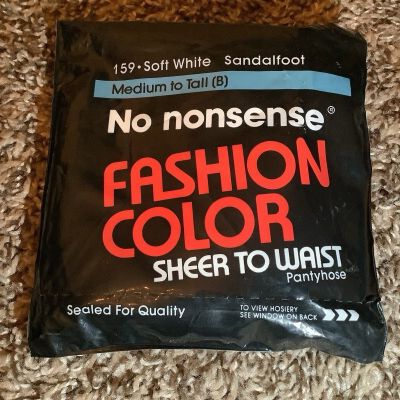 159•Soft White Sandalfoot
Medium to Tall (B)
No nonsense®
FASHION
COLOR
SHEER TO WAIST
Pantyhose
Sealed For Quality
TO VIEW HOSIERY
SEE WINDOW ON BACK